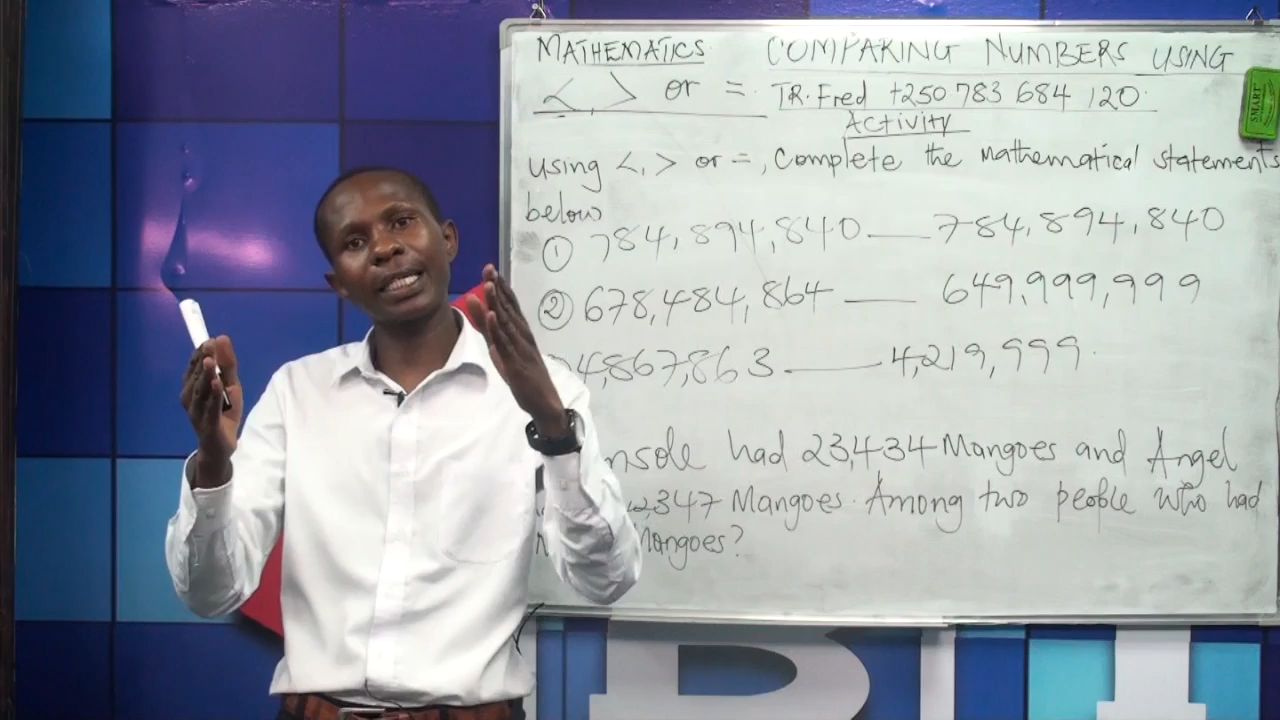 MATHEMATICS COMPARING NUMBERS USING
<, > or = TR. Fred +250 783 684 120
Activity
using <, > or =, Complete the Mathematical statements
below
① 784,894,840 ___ 784,894,840
② 678,484,864 ___ 649,999,999
4,867,863 ___ 4,219,999
had 23,434 Mangoes and Angel
Mangoes. Among two people who had
Mangoes?
SMART